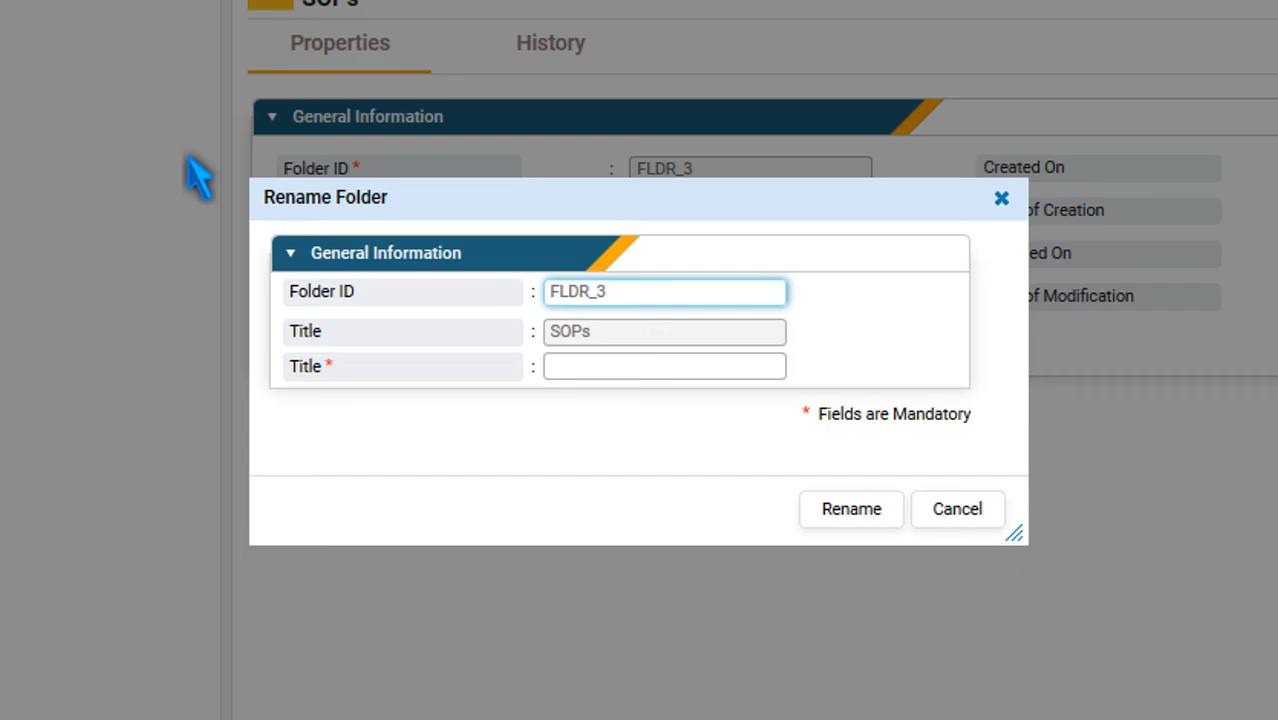 SOPs
Properties History
General Information
Folder ID * : FLDR_3 Created On
of Creation
ed On
of Modification
Rename Folder
General Information
Folder ID : FLDR_3
Title : SOPs
Title * :
* Fields are Mandatory
Rename Cancel